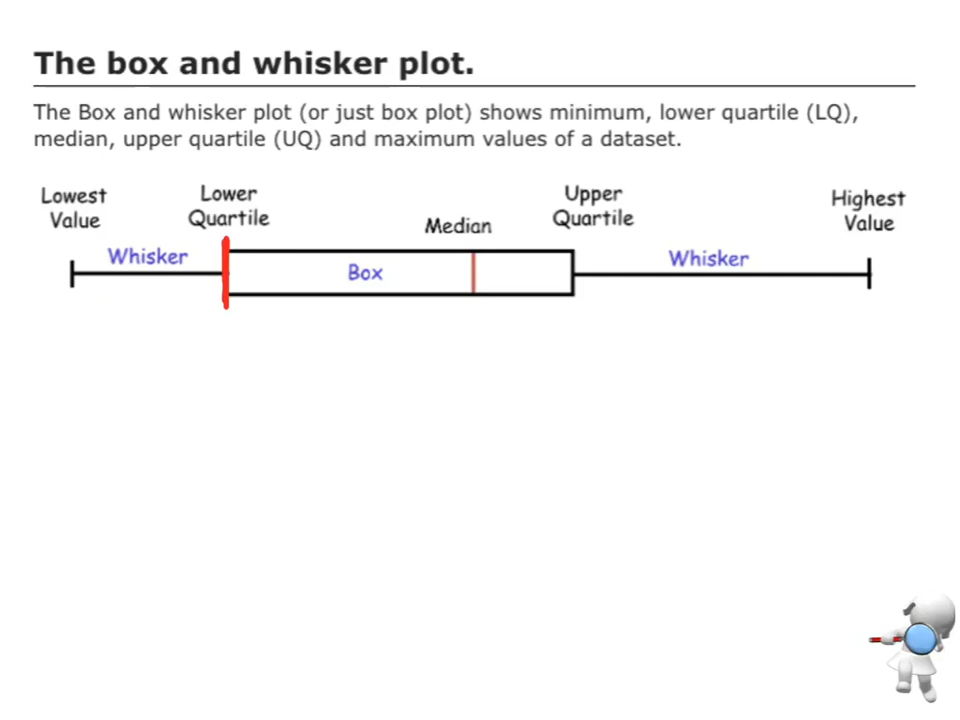 The box and whisker plot.
The Box and whisker plot (or just box plot) shows minimum, lower quartile (LQ),
median, upper quartile (UQ) and maximum values of a dataset.
Lowest
Value
Lower
Quartile
Median
Upper
Quartile
Highest
Value
Whisker
Box
Whisker